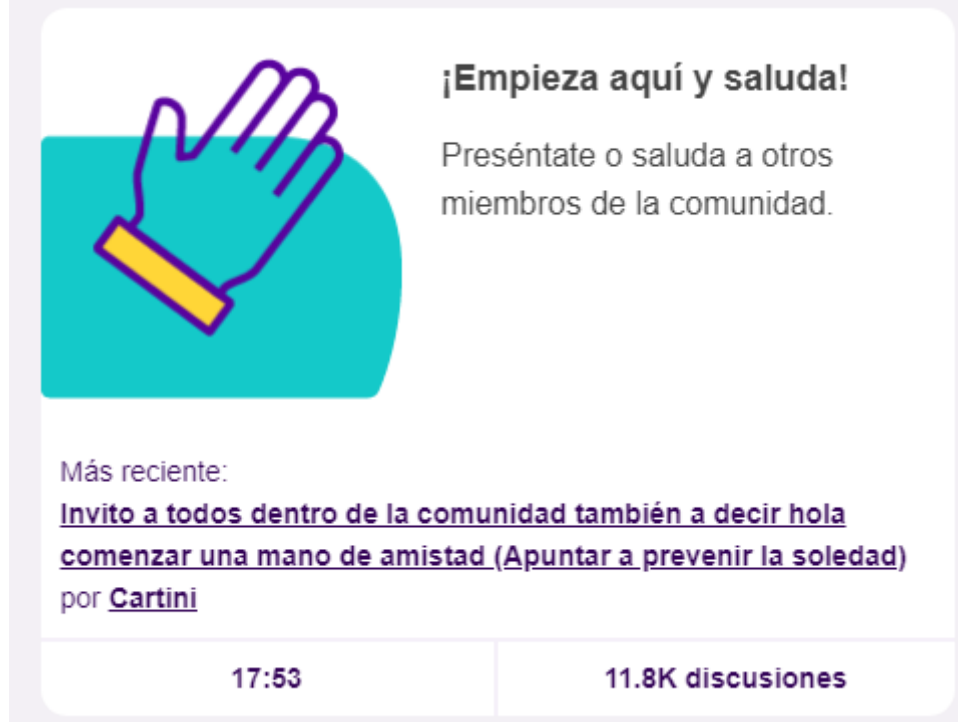 ¡Empieza aquí y saluda!
Preséntate o saluda a otros
miembros de la comunidad.
Más reciente:
Invito a todos dentro de la comunidad también a decir hola
comenzar una mano de amistad (Apuntar a prevenir la soledad)
por Cartini
17:53
11.8K discusiones